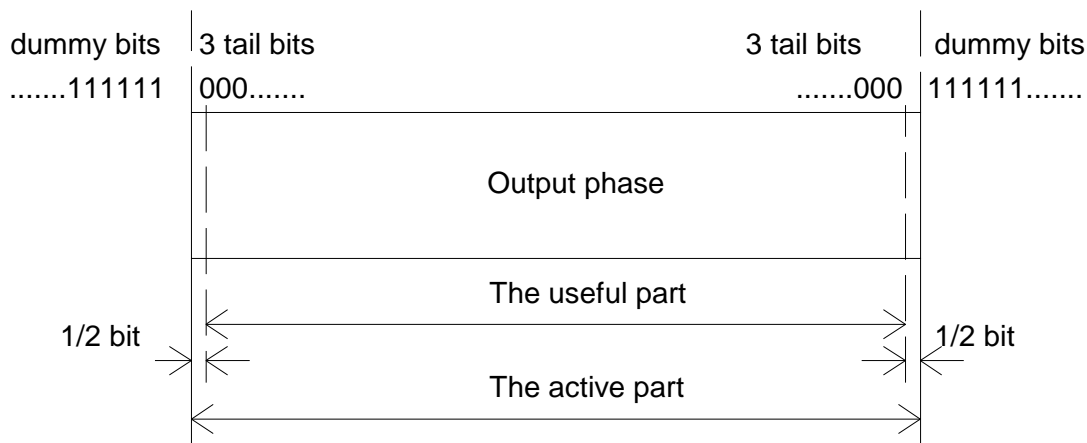 dummy bits 3 tail bits 3 tail bits dummy bits
.......111111 000....... .......000 111111.......
Output phase
The useful part
1/2 bit 1/2 bit
The active part